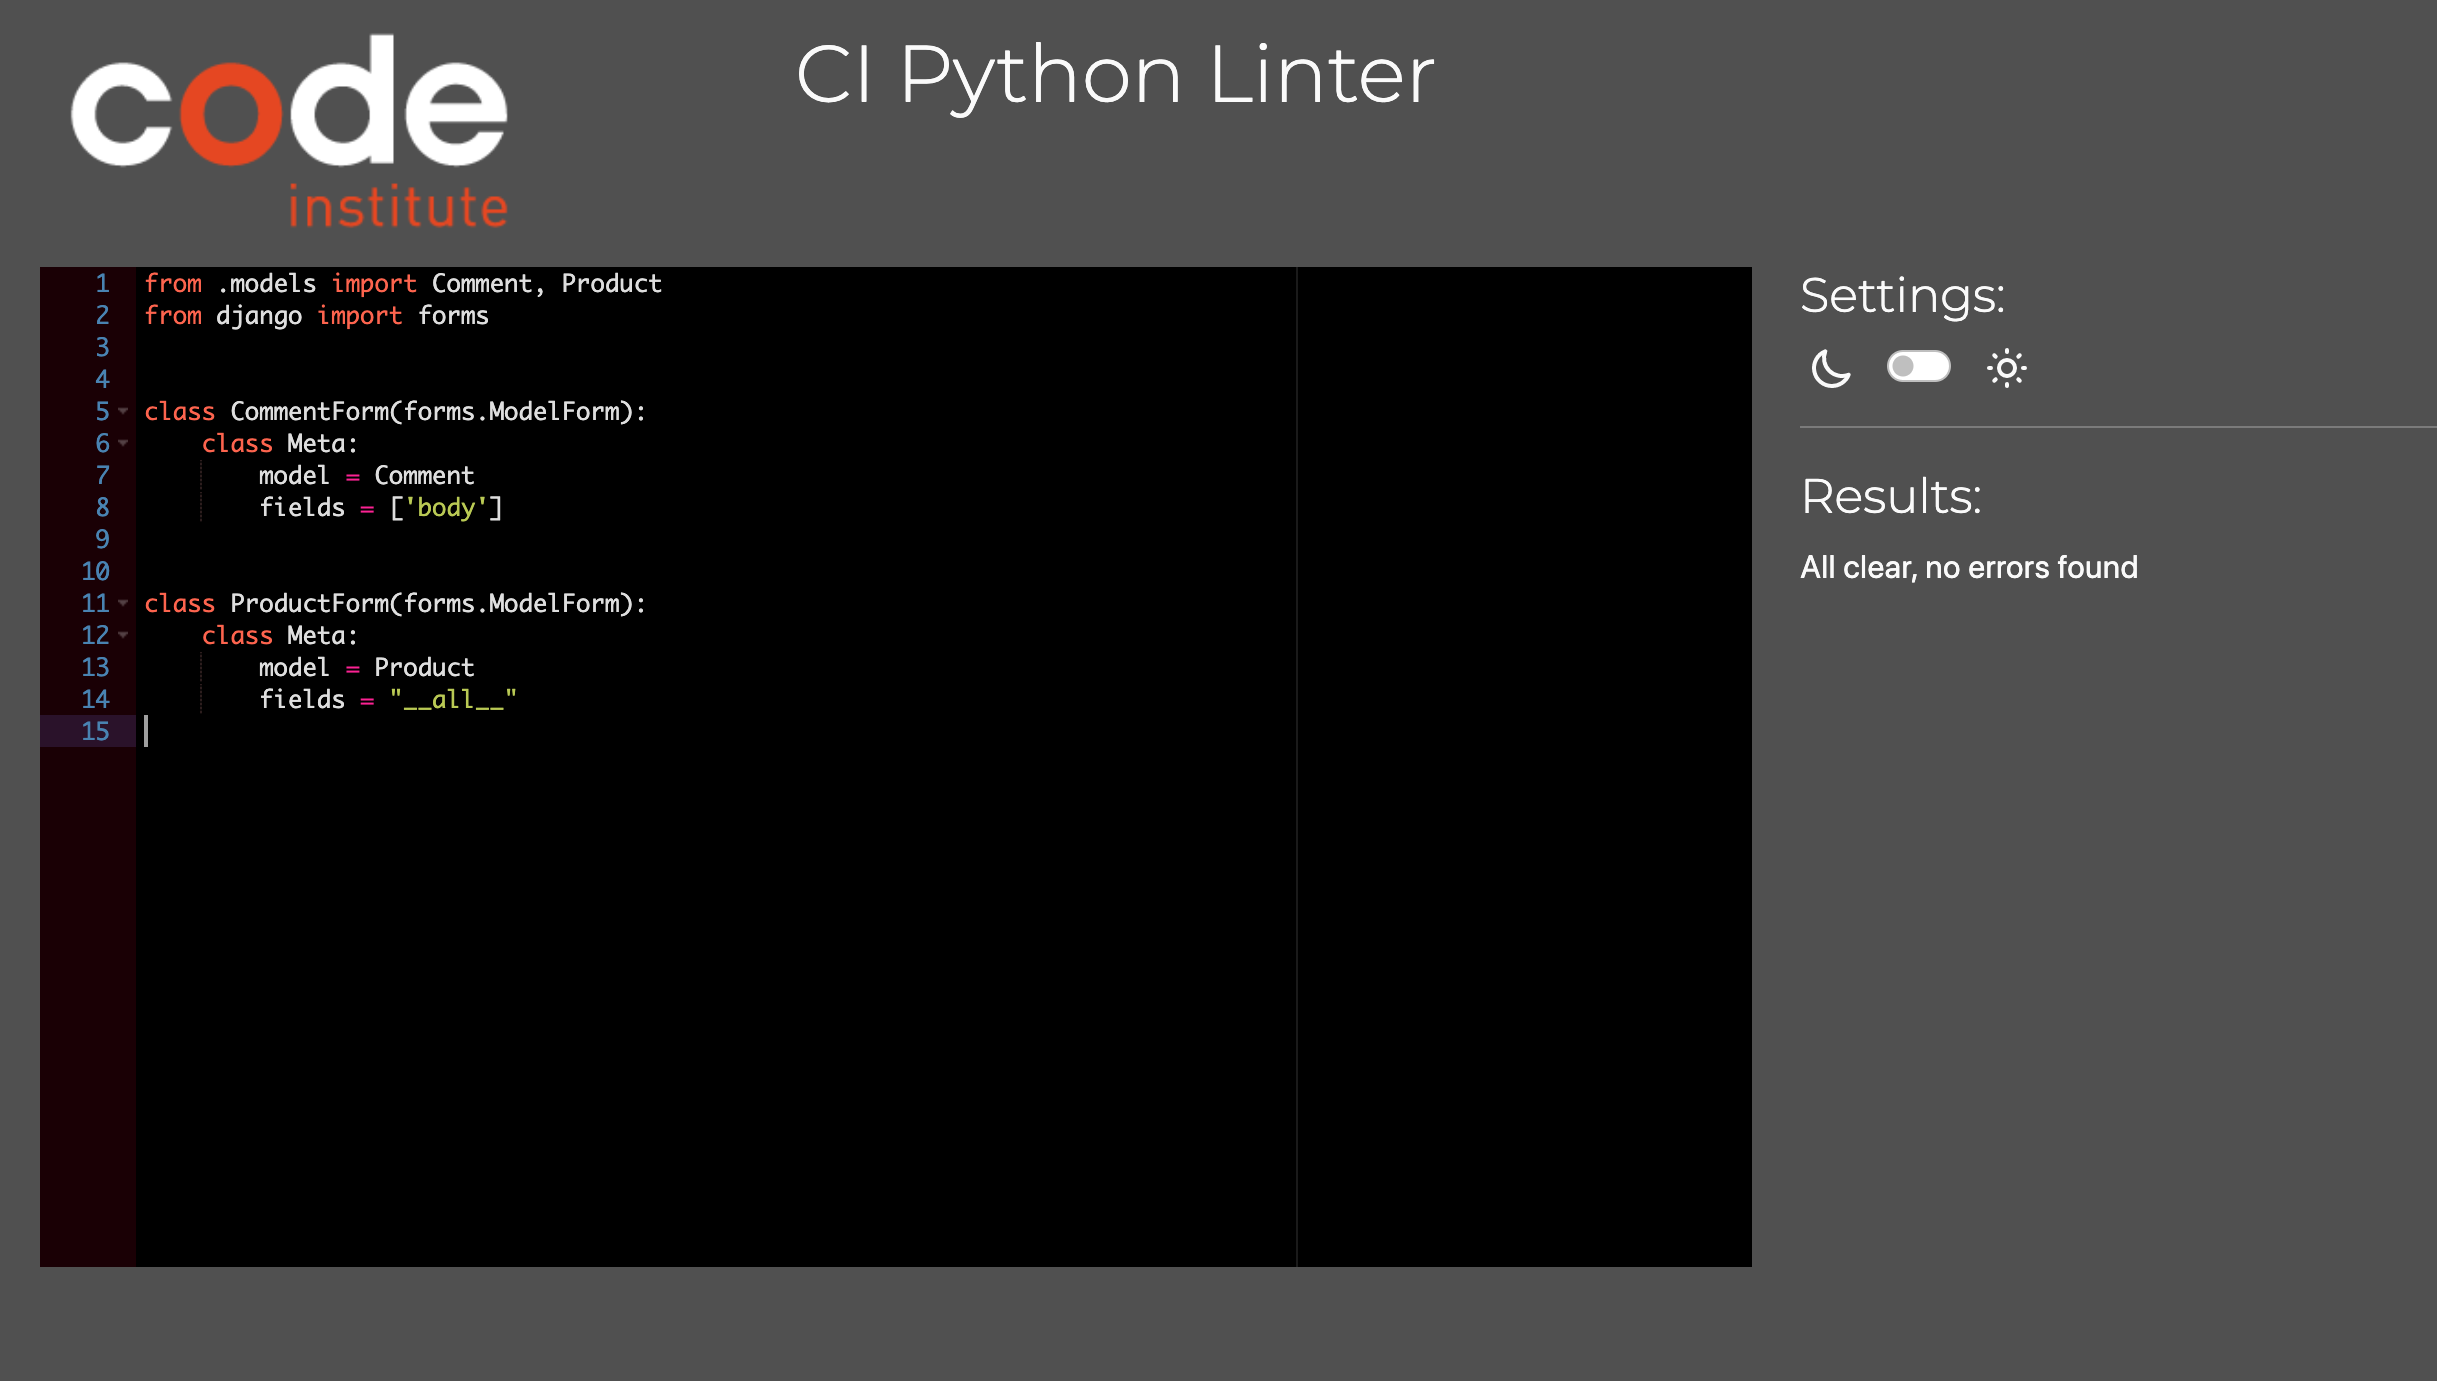 code
institute
CI Python Linter
1 from .models import Comment, Product
2 from django import forms
3
4
5 class CommentForm(forms.ModelForm):
6     class Meta:
7         model = Comment
8         fields = ['body']
9
10
11 class ProductForm(forms.ModelForm):
12     class Meta:
13         model = Product
14         fields = "__all__"
15
Settings:
Results:
All clear, no errors found